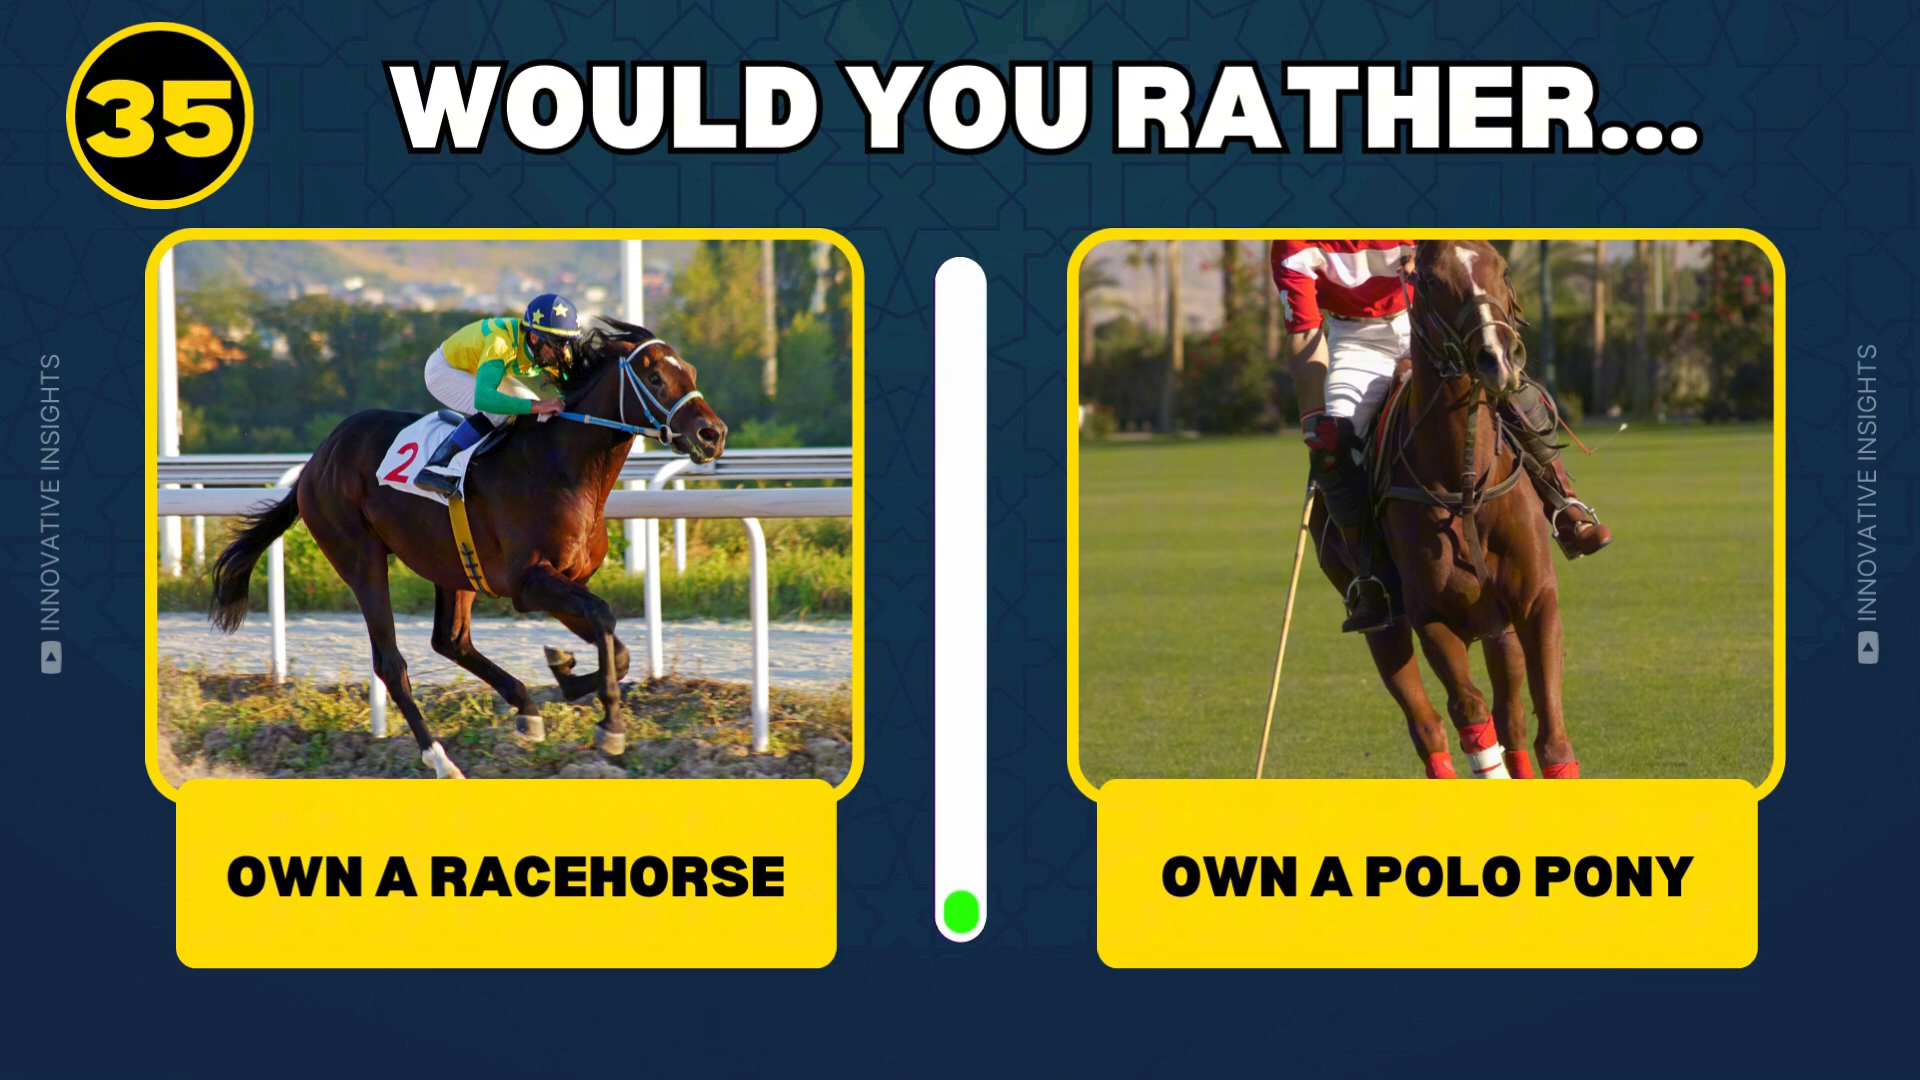 35
WOULD YOU RATHER...
INNOVATIVE INSIGHTS
2
INNOVATIVE INSIGHTS
OWN A RACEHORSE
OWN A POLO PONY